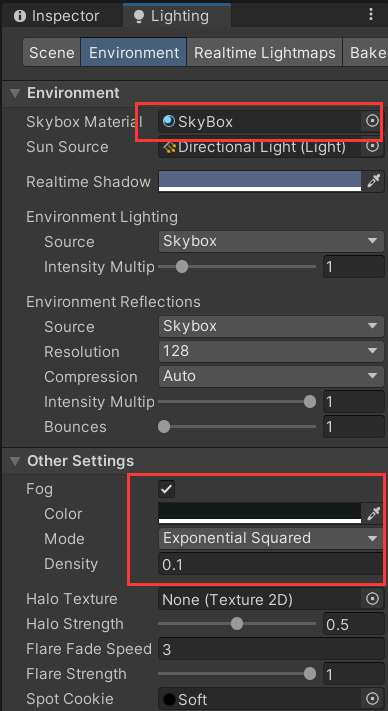 Inspector Lighting
Scene Environment Realtime Lightmaps Bake
Environment
Skybox Material SkyBox
Sun Source Directional Light (Light)
Realtime Shadow
Environment Lighting
Source Skybox
Intensity Multip 1
Environment Reflections
Source Skybox
Resolution 128
Compression Auto
Intensity Multip 1
Bounces 1
Other Settings
Fog
Color
Mode Exponential Squared
Density 0.1
Halo Texture None (Texture 2D)
Halo Strength 0.5
Flare Fade Speed 3
Flare Strength 1
Spot Cookie Soft